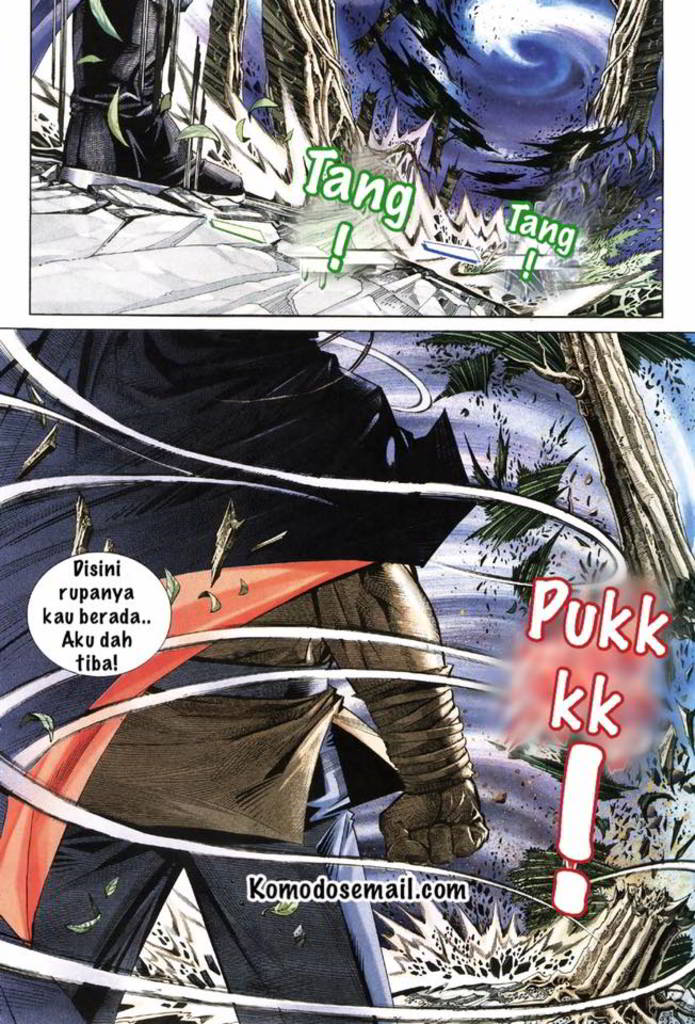 Tang
!
Tang
!
Disini
rupanya
kau berada..
Aku dah
tiba!
Pukk
kk
!
Komodosemail.com